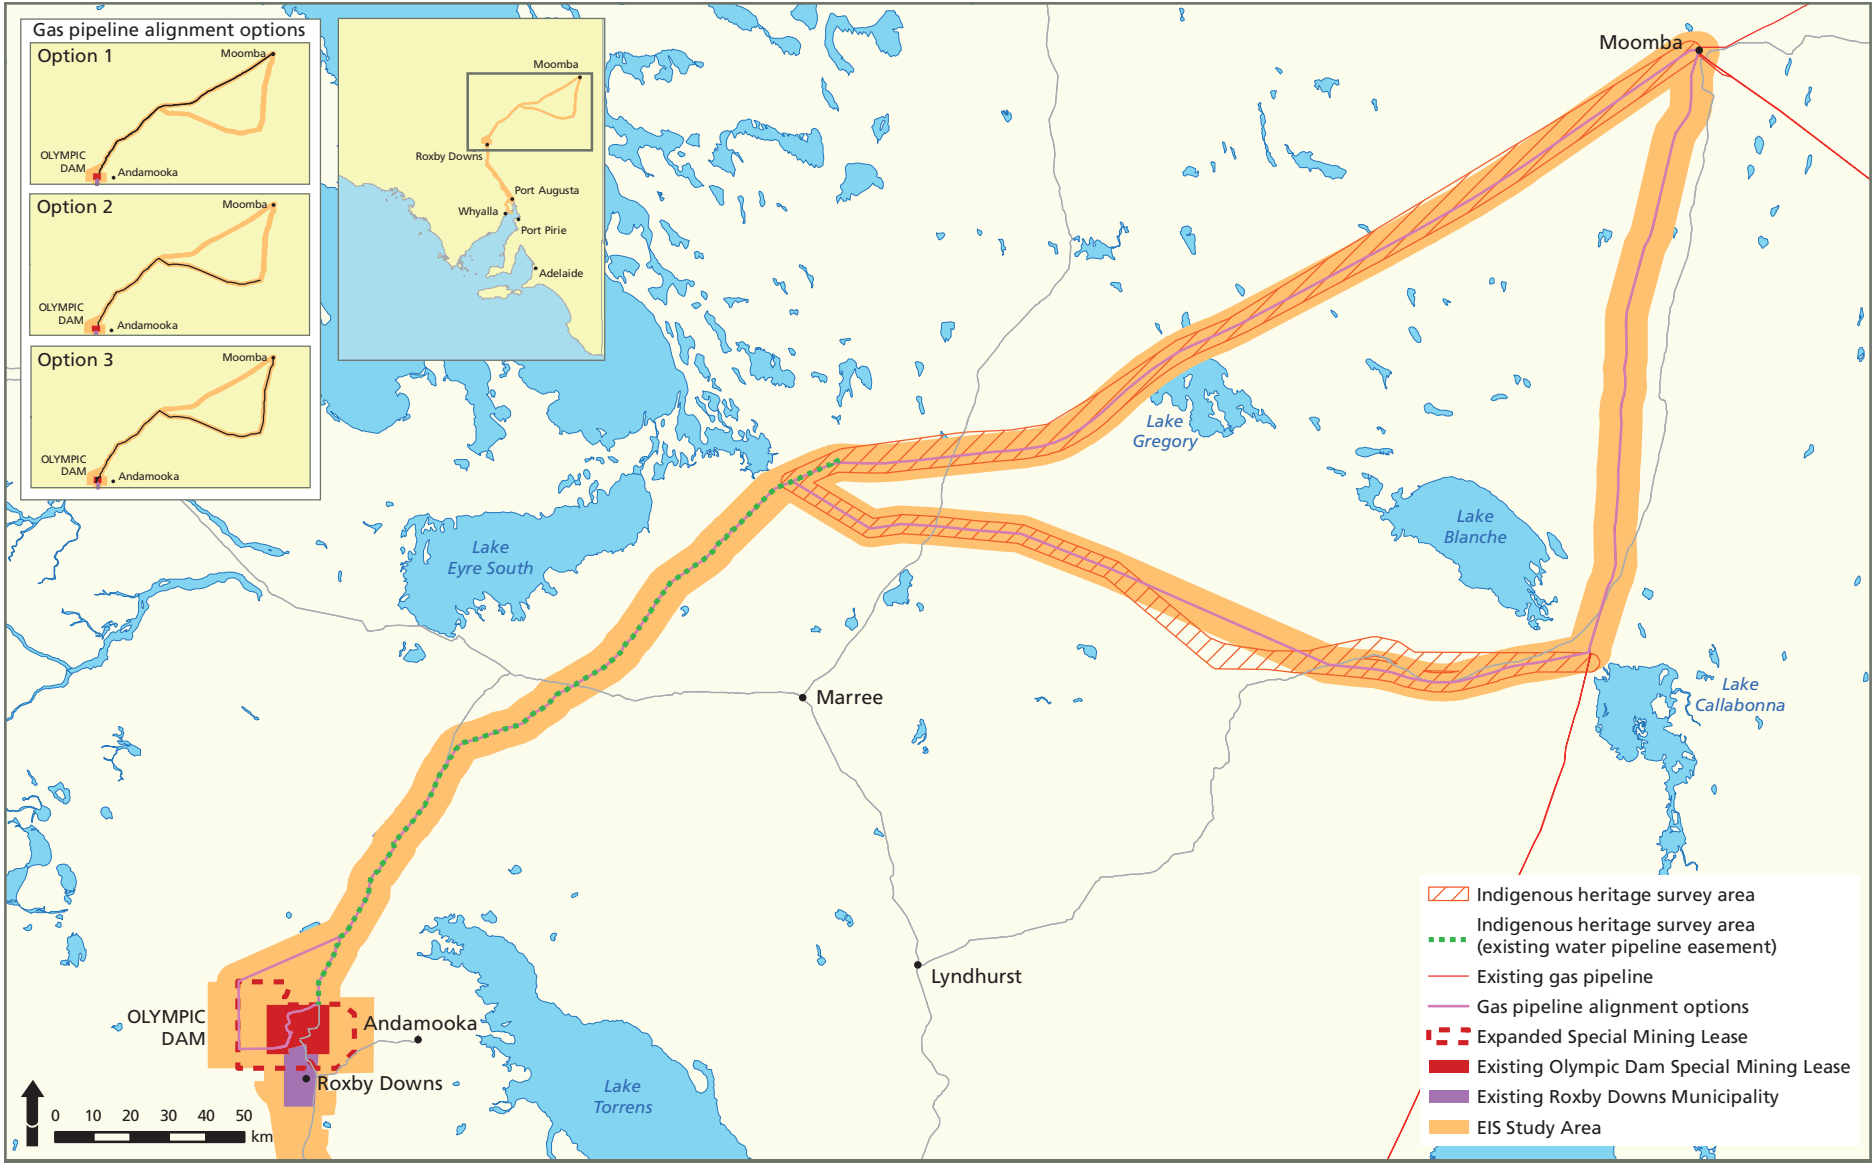 Gas pipeline alignment options
Option 1
Moomba
OLYMPIC
DAM
Andamooka
Option 2
Moomba
OLYMPIC
DAM
Andamooka
Option 3
Moomba
OLYMPIC
DAM
Andamooka
Moomba
Roxby Downs
Port Augusta
Whyalla
Port Pirie
Adelaide
Moomba
Lake
Gregory
Lake
Blanche
Lake
Eyre South
Lake
Callabonna
Marree
Lyndhurst
OLYMPIC
DAM
Andamooka
Roxby Downs
Lake
Torrens
0 10 20 30 40 50
km
Indigenous heritage survey area
Indigenous heritage survey area
(existing water pipeline easement)
Existing gas pipeline
Gas pipeline alignment options
Expanded Special Mining Lease
Existing Olympic Dam Special Mining Lease
Existing Roxby Downs Municipality
EIS Study Area